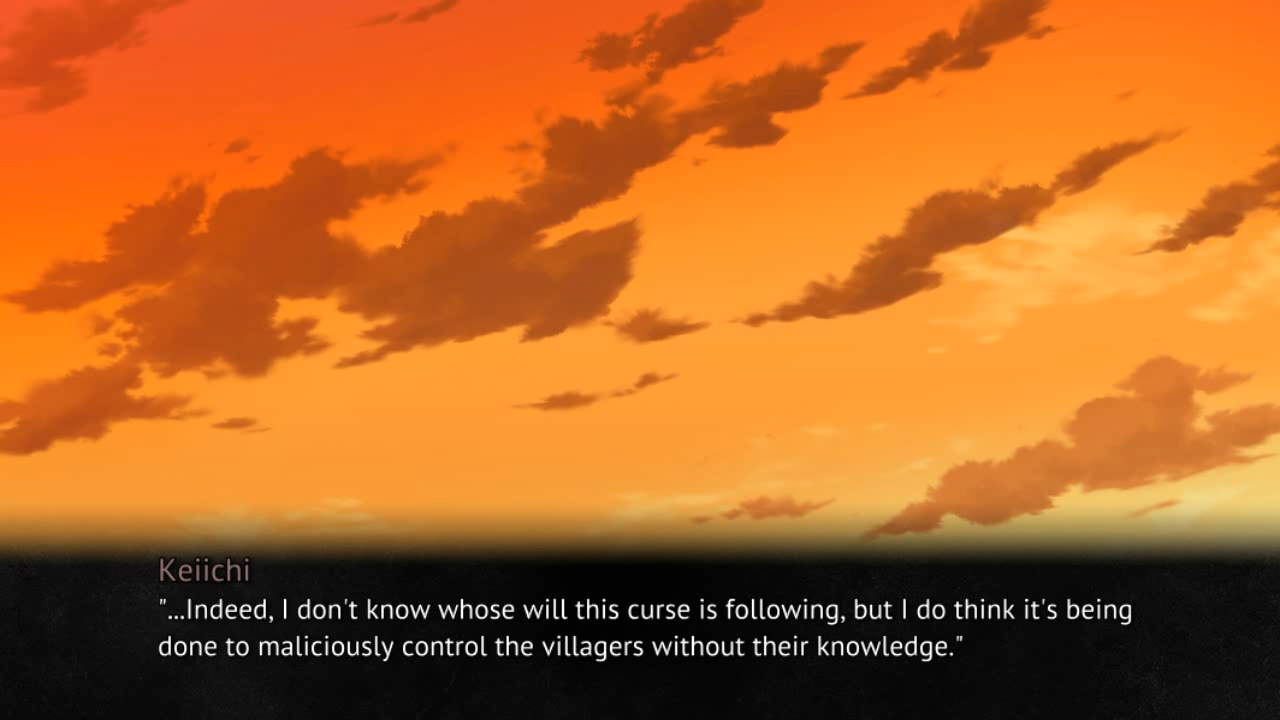 Keiichi
"...Indeed, I don't know whose will this curse is following, but I do think it's being
done to maliciously control the villagers without their knowledge."